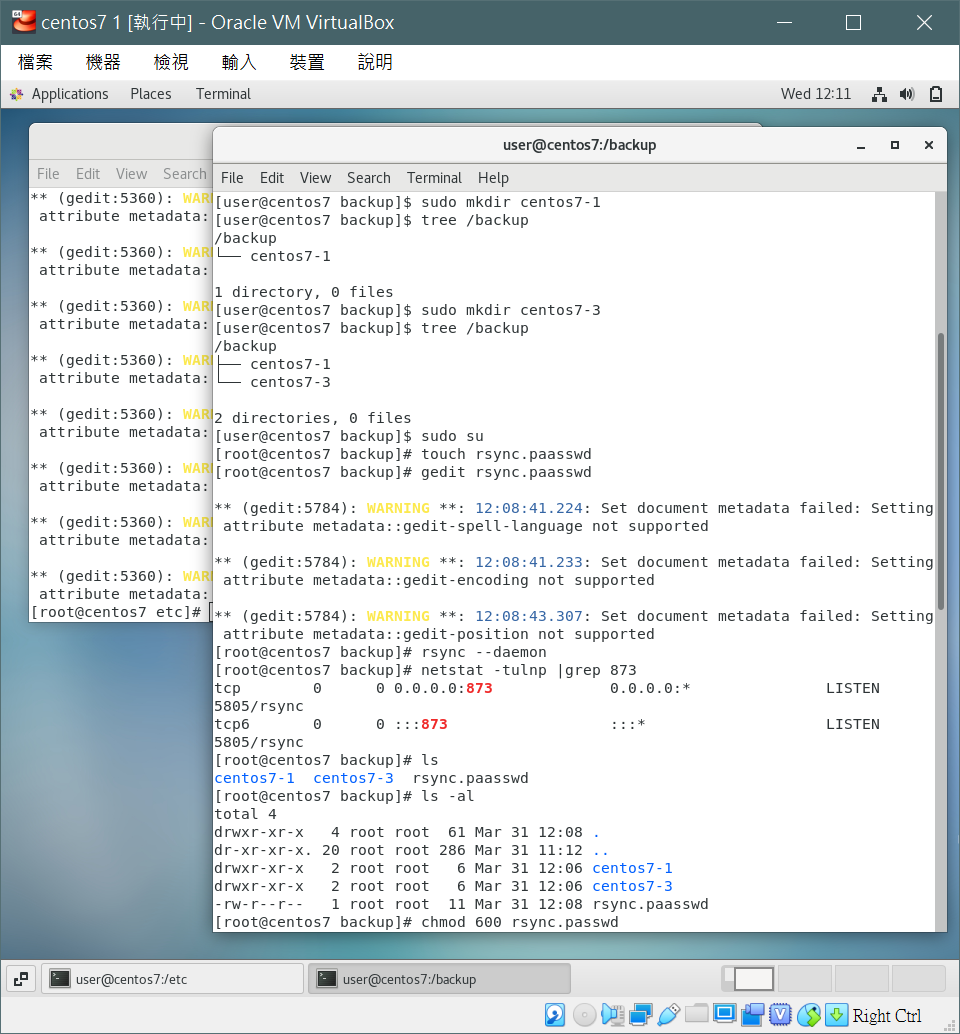 centos7 1 [執行中] - Oracle VM VirtualBox
檔案 機器 檢視 輸入 裝置 說明
Applications Places Terminal Wed 12:11
File Edit View Search
** (gedit:5360): WARN
 attribute metadata:
** (gedit:5360): WARN
 attribute metadata:
** (gedit:5360): WARN
 attribute metadata:
** (gedit:5360): WARN
 attribute metadata:
** (gedit:5360): WARN
 attribute metadata:
** (gedit:5360): WARN
 attribute metadata:
** (gedit:5360): WARN
 attribute metadata:
** (gedit:5360): WARN
 attribute metadata:
[root@centos7 etc]#
user@centos7:/backup
File Edit View Search Terminal Help
[user@centos7 backup]$ sudo mkdir centos7-1
[user@centos7 backup]$ tree /backup
/backup
└── centos7-1
1 directory, 0 files
[user@centos7 backup]$ sudo mkdir centos7-3
[user@centos7 backup]$ tree /backup
/backup
├── centos7-1
└── centos7-3
2 directories, 0 files
[user@centos7 backup]$ sudo su
[root@centos7 backup]# touch rsync.paasswd
[root@centos7 backup]# gedit rsync.paasswd
** (gedit:5784): WARNING **: 12:08:41.224: Set document metadata failed: Setting
 attribute metadata::gedit-spell-language not supported
** (gedit:5784): WARNING **: 12:08:41.233: Set document metadata failed: Setting
 attribute metadata::gedit-encoding not supported
** (gedit:5784): WARNING **: 12:08:43.307: Set document metadata failed: Setting
 attribute metadata::gedit-position not supported
[root@centos7 backup]# rsync --daemon
[root@centos7 backup]# netstat -tulnp |grep 873
tcp        0      0 0.0.0.0:873             0.0.0.0:*               LISTEN
5805/rsync
tcp6       0      0 :::873                  :::*                    LISTEN
5805/rsync
[root@centos7 backup]# ls
centos7-1  centos7-3  rsync.paasswd
[root@centos7 backup]# ls -al
total 4
drwxr-xr-x   4 root root  61 Mar 31 12:08 .
dr-xr-xr-x. 20 root root 286 Mar 31 11:12 ..
drwxr-xr-x   2 root root   6 Mar 31 12:06 centos7-1
drwxr-xr-x   2 root root   6 Mar 31 12:06 centos7-3
-rw-r--r--   1 root root  11 Mar 31 12:08 rsync.paasswd
[root@centos7 backup]# chmod 600 rsync.passwd
user@centos7:/etc user@centos7:/backup
Right Ctrl